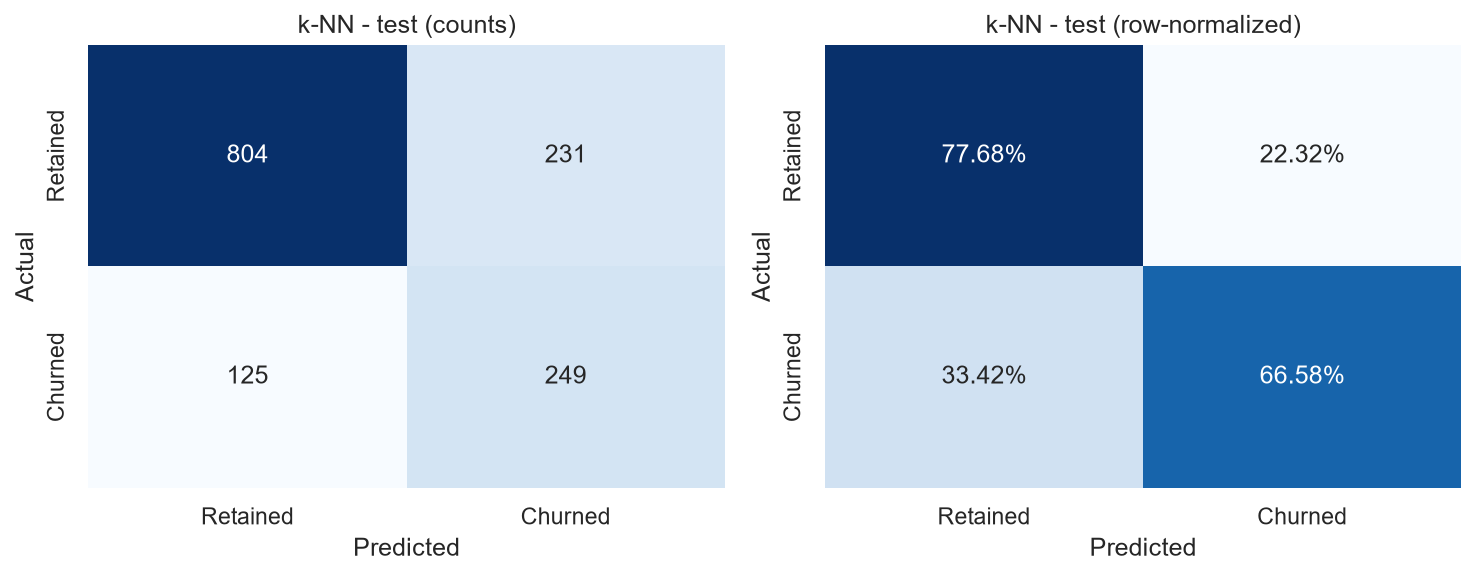 k-NN - test (counts)
Actual
Retained
Churned
804
231
125
249
Retained
Churned
Predicted
k-NN - test (row-normalized)
Actual
Retained
Churned
77.68%
22.32%
33.42%
66.58%
Retained
Churned
Predicted